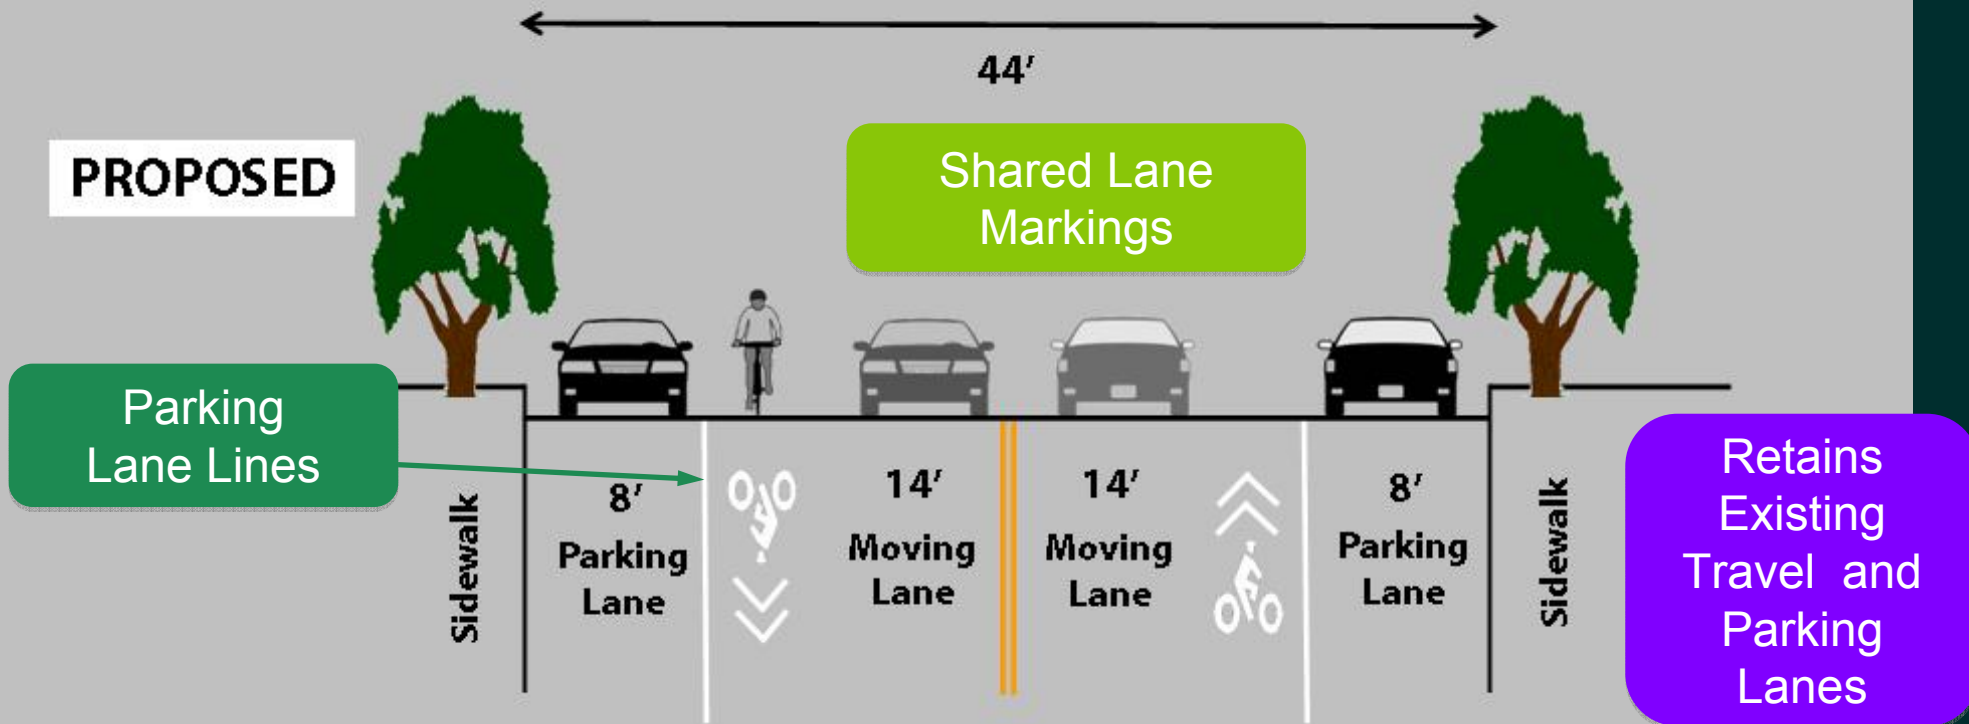 44′
PROPOSED
Shared Lane
Markings
Parking
Lane Lines
Sidewalk
8′
Parking
Lane
14′
Moving
Lane
14′
Moving
Lane
8′
Parking
Lane
Sidewalk
Retains
Existing
Travel and
Parking
Lanes